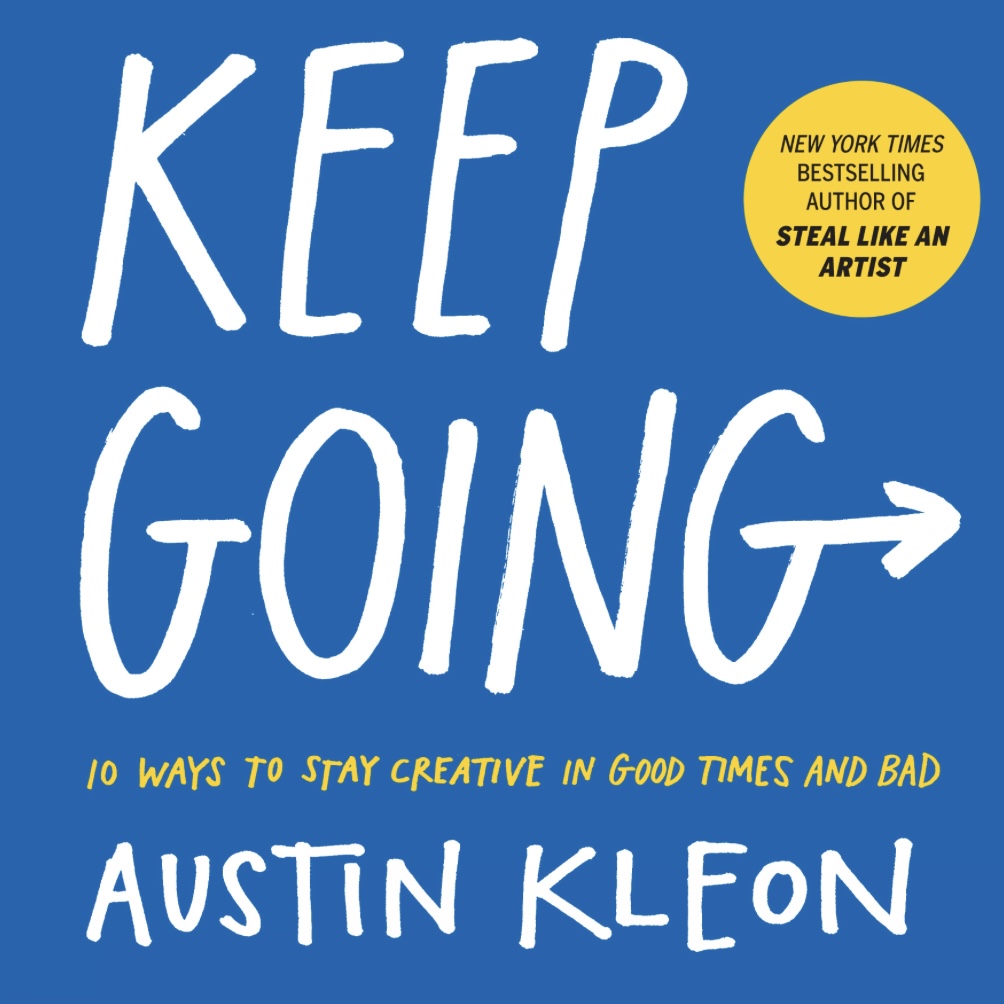 KEEP
GOING
NEW YORK TIMES
BESTSELLING
AUTHOR OF
STEAL LIKE AN
ARTIST
10 WAYS TO STAY CREATIVE IN GOOD TIMES AND BAD
AUSTIN KLEON